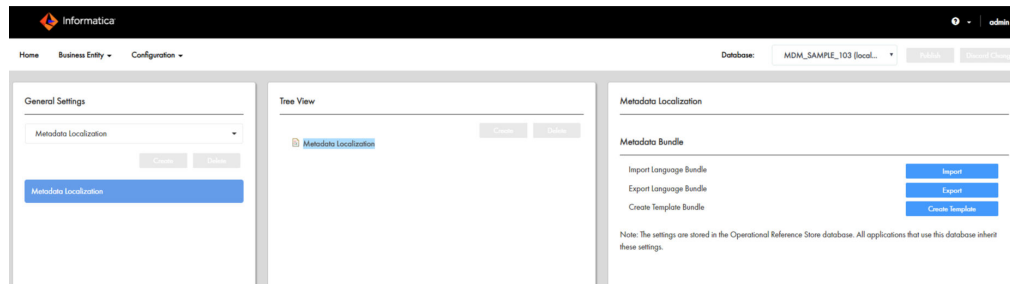 Informatica
admin
Home Business Entity Configuration
Database: MDM_SAMPLE_103 (local... Publish Discard Chang
General Settings
Metadata Localization
Create Delete
Metadata Localization
Tree View
Create Delete
Metadata Localization
Metadata Localization
Metadata Bundle
Import Language Bundle Import
Export Language Bundle Export
Create Template Bundle Create Template
Note: The settings are stored in the Operational Reference Store database. All applications that use this database inherit
these settings.